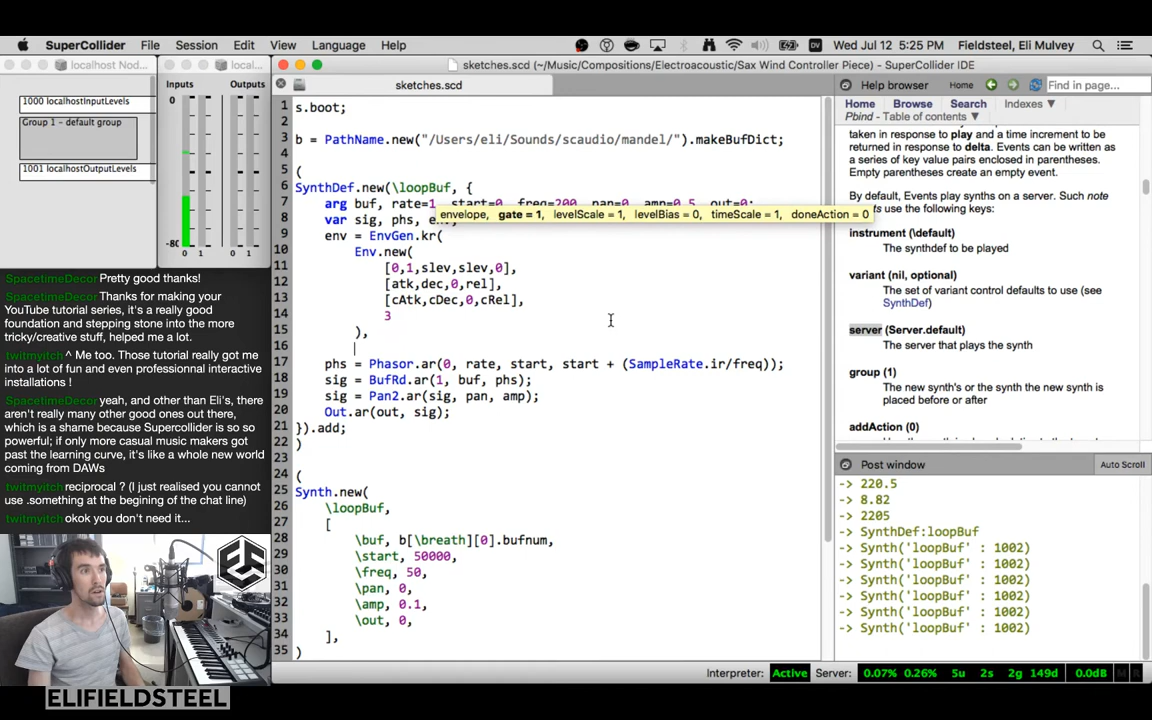 SuperCollider File Session Edit View Language Help
Wed Jul 12 5:25 PM Fieldsteel, Eli Mulvey
localhost Nod...
local...
sketches.scd (~/Music/Compositions/Electroacoustic/Sax Wind Controller Piece) - SuperCollider IDE
1000 localhostInputLevels
Group 1 - default group
1001 localhostOutputLevels
Inputs Outputs
0
-80
0 1 0 1
sketches.scd
1 s.boot;
2
3 b = PathName.new("/Users/eli/Sounds/scaudio/mandel/").makeBufDict;
4
5 (
6 SynthDef.new(\loopBuf, {
7 arg buf, rate=1, start=0, freq=200, pan=0, amp=0.5, out=0;
envelope, gate = 1, levelScale = 1, levelBias = 0, timeScale = 1, doneAction = 0
8 var sig, phs, env;
9 env = EnvGen.kr(
10 Env.new(
11 [0,1,slev,slev,0],
12 [atk,dec,0,rel],
13 [cAtk,cDec,0,cRel],
14 3
15 ),
16
17 phs = Phasor.ar(0, rate, start, start + (SampleRate.ir/freq));
18 sig = BufRd.ar(1, buf, phs);
19 sig = Pan2.ar(sig, pan, amp);
20 Out.ar(out, sig);
21 }).add;
22 )
23
24 (
25 Synth.new(
26 \loopBuf,
27 [
28 \buf, b[\breath][0].bufnum,
29 \start, 50000,
30 \freq, 50,
31 \pan, 0,
32 \amp, 0.1,
33 \out, 0,
34 ],
35 )
Help browser Home Find in page...
Home Browse Search Indexes ▼
Pbind - Table of contents ▼
taken in response to play and a time increment to
returned in response to delta. Events can be written as
a series of key value pairs enclosed in parentheses.
Empty parentheses create an empty event.
By default, Events play synths on a server. Such note
events use the following keys:
instrument (\default)
The synthdef to be played
variant (nil, optional)
The set of variant control defaults to use (see
SynthDef)
server (Server.default)
The server that plays the synth
group (1)
The new synth's or the synth the new synth is
placed before or after
addAction (0)
Post window Auto Scroll
-> 220.5
-> 8.82
-> 2205
-> SynthDef:loopBuf
-> Synth('loopBuf' : 1002)
-> Synth('loopBuf' : 1002)
-> Synth('loopBuf' : 1002)
-> Synth('loopBuf' : 1002)
-> Synth('loopBuf' : 1002)
-> Synth('loopBuf' : 1002)
Interpreter: Active Server: 0.07% 0.26% 5u 2s 2g 149d 0.0dB M R
SpacetimeDecor Pretty good thanks!
SpacetimeDecor Thanks for making your
YouTube tutorial series, it's a really good
foundation and stepping stone into the more
tricky/creative stuff, helped me a lot.
twitmyitch ^ Me too. Those tutorial really got me
into a lot of fun and even professionnal interactive
installations !
SpacetimeDecor yeah, and other than Eli's, there
aren't really many other good ones out there,
which is a shame because Supercollider is so so
powerful; if only more casual music makers got
past the learning curve, it's like a whole new world
coming from DAWs
twitmyitch reciprocal ? (I just realised you cannot
use .something at the begining of the chat line)
twitmyitch okok you don't need it...
ELIFIELDSTEEL